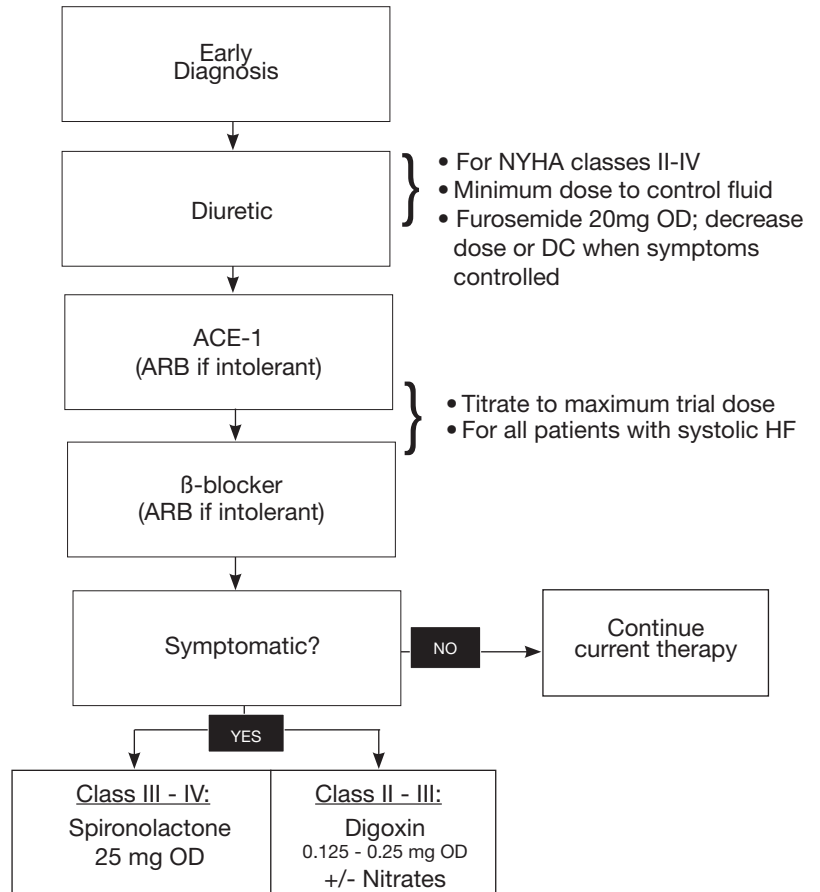 Early
Diagnosis
Diuretic
• For NYHA classes II-IV
• Minimum dose to control fluid
• Furosemide 20mg OD; decrease
dose or DC when symptoms
controlled
ACE-1
(ARB if intolerant)
• Titrate to maximum trial dose
• For all patients with systolic HF
ß-blocker
(ARB if intolerant)
Symptomatic?
NO
Continue
current therapy
YES
Class III - IV:
Spironolactone
25 mg OD
Class II - III:
Digoxin
0.125 - 0.25 mg OD
+/- Nitrates